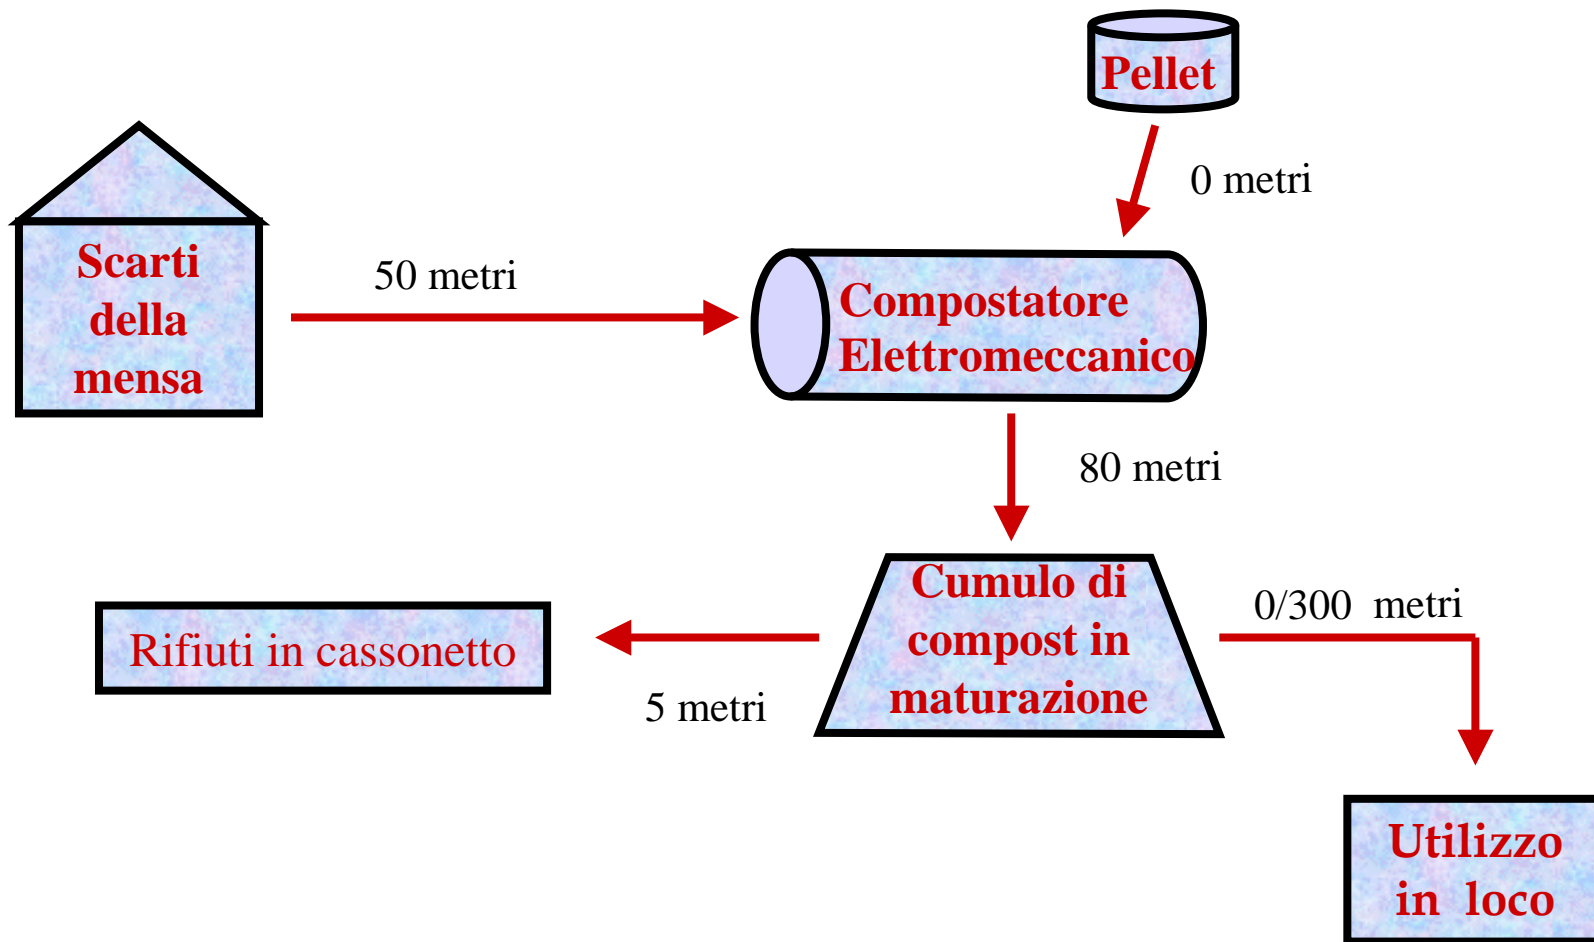 Pellet
0 metri
Scarti
della
mensa
50 metri
Compostatore
Elettromeccanico
80 metri
Cumulo di
compost in
maturazione
0/300 metri
Rifiuti in cassonetto
5 metri
Utilizzo
in loco